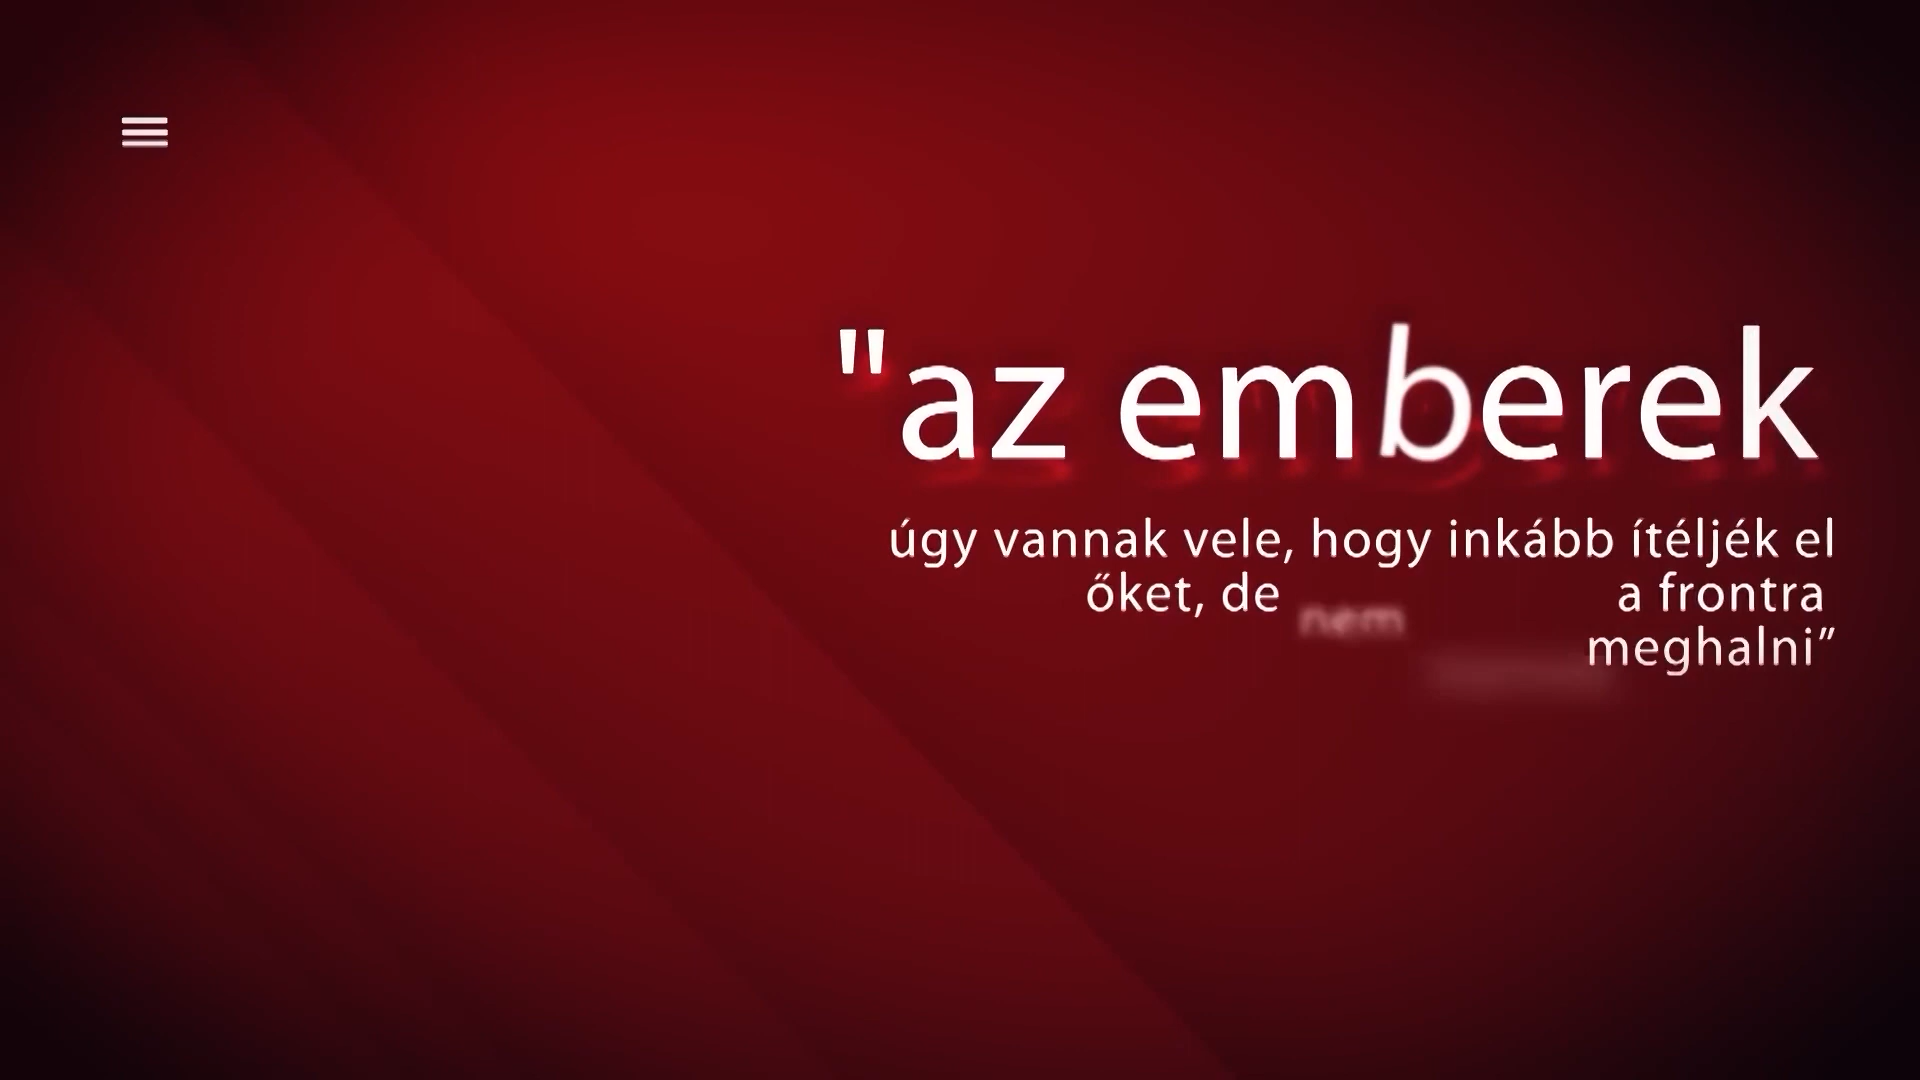 "az emberek
úgy vannak vele, hogy inkább ítéljék el
őket, de nem a frontra
meghalni”